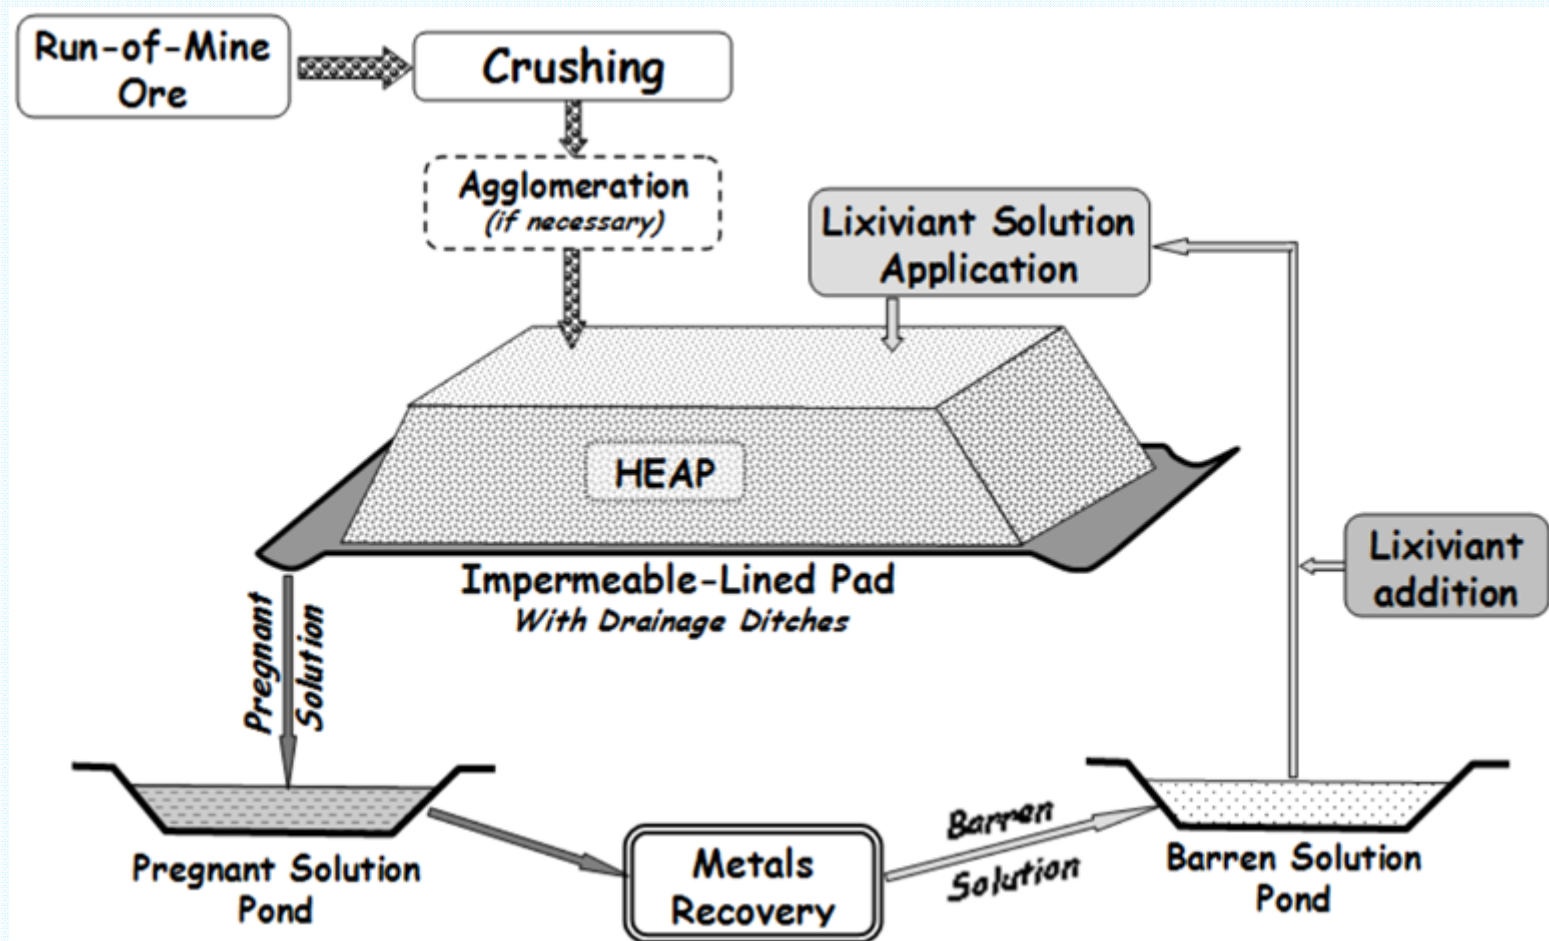 Run-of-Mine
Ore
Crushing
Agglomeration
(if necessary)
Lixiviant Solution
Application
HEAP
Impermeable-Lined Pad
With Drainage Ditches
Lixiviant
addition
Pregnant
Solution
Pregnant Solution
Pond
Metals
Recovery
Barren
Solution
Barren Solution
Pond